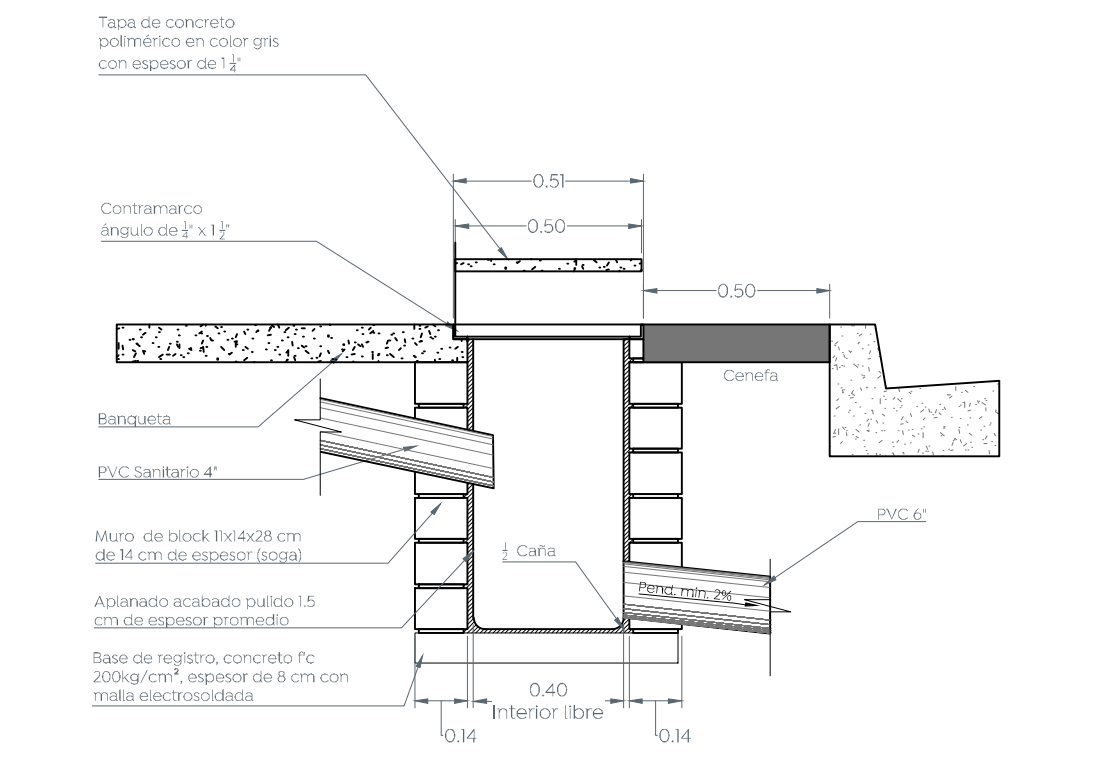 Tapa de concreto
polimérico en color gris
con espesor de 1 1/4"
0.51
Contramarco
ángulo de 1/4" x 1 1/2"
0.50
0.50
Cenefa
Banqueta
PVC Sanitario 4"
PVC 6"
Muro de block 11x14x28 cm
de 14 cm de espesor (soga)
1/2 Caña
Pend. min. 2%
Aplanado acabado pulido 1.5
cm de espesor promedio
Base de registro, concreto f'c
200kg/cm², espesor de 8 cm con
malla electrosoldada
0.40
Interior libre
0.14
0.14